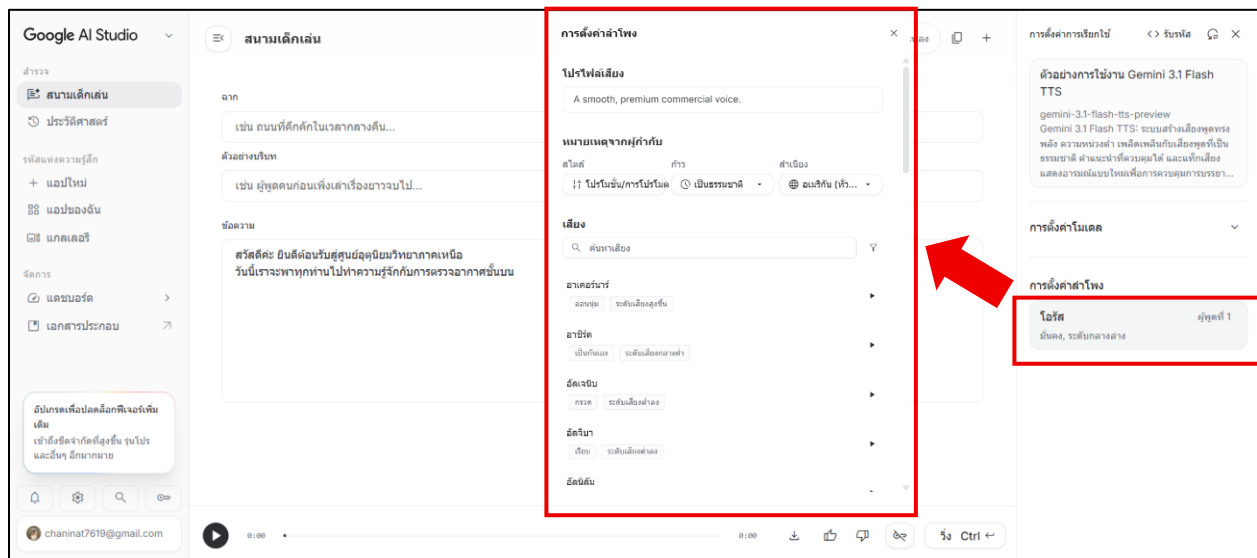 Google AI Studio
สำรวจ
สนามเด็กเล่น
ประวัติศาสตร์
รหัสแห่งความรู้สึก
แอปใหม่
แอปของฉัน
แกลเลอรี
จัดการ
แดชบอร์ด
เอกสารประกอบ
อัปเกรดเพื่อปลดล็อกฟีเจอร์เพิ่ม
เติม
เข้าถึงขีดจำกัดที่สูงขึ้น รุ่นโปร
และอื่นๆ อีกมากมาย
chaninat7619@gmail.com
สนามเด็กเล่น
ฉาก
เช่น ถนนที่คึกคักในเวลากลางคืน...
ตัวอย่างบริบท
เช่น ผู้พูดคนก่อนเพิ่งเล่าเรื่องยาวจบไป...
ข้อความ
สวัสดีค่ะ ยินดีต้อนรับสู่ศูนย์อุตุนิยมวิทยาภาคเหนือ
วันนี้เราจะพาทุกท่านไปทำความรู้จักกับการตรวจอากาศชั้นบน
0:00
0:00
วิ่ง Ctrl ↵
การตั้งค่าลำโพง
โปรไฟล์เสียง
A smooth, premium commercial voice.
หมายเหตุจากผู้กำกับ
สไตล์ ก้าว สำเนียง
โปรโมชั่น/การโปรโมต เป็นธรรมชาติ อเมริกัน (ทั่ว...
เสียง
ค้นหาเสียง
อาเคอร์นาร์
อ่อนนุ่ม ระดับเสียงสูงขึ้น
อาชิร์ด
เป็นกันเอง ระดับเสียงกลางต่ำ
อัลเจนิบ
กรวด ระดับเสียงต่ำลง
อัลจีบา
เรียบ ระดับเสียงต่ำลง
อัลนิลัม
การตั้งค่าการเรียกใช้ <> รับรหัส
ตัวอย่างการใช้งาน Gemini 3.1 Flash
TTS
gemini-3.1-flash-tts-preview
Gemini 3.1 Flash TTS: ระบบสร้างเสียงพูดทรง
พลัง ความหน่วงต่ำ เพลิดเพลินกับเสียงพูดที่เป็น
ธรรมชาติ คำแนะนำที่ควบคุมได้ และแท็กเสียง
แสดงอารมณ์แบบใหม่เพื่อการควบคุมการบรรยา...
การตั้งค่าโมเดล
การตั้งค่าลำโพง
โอรัส ผู้พูดที่ 1
มั่นคง, ระดับกลางล่าง